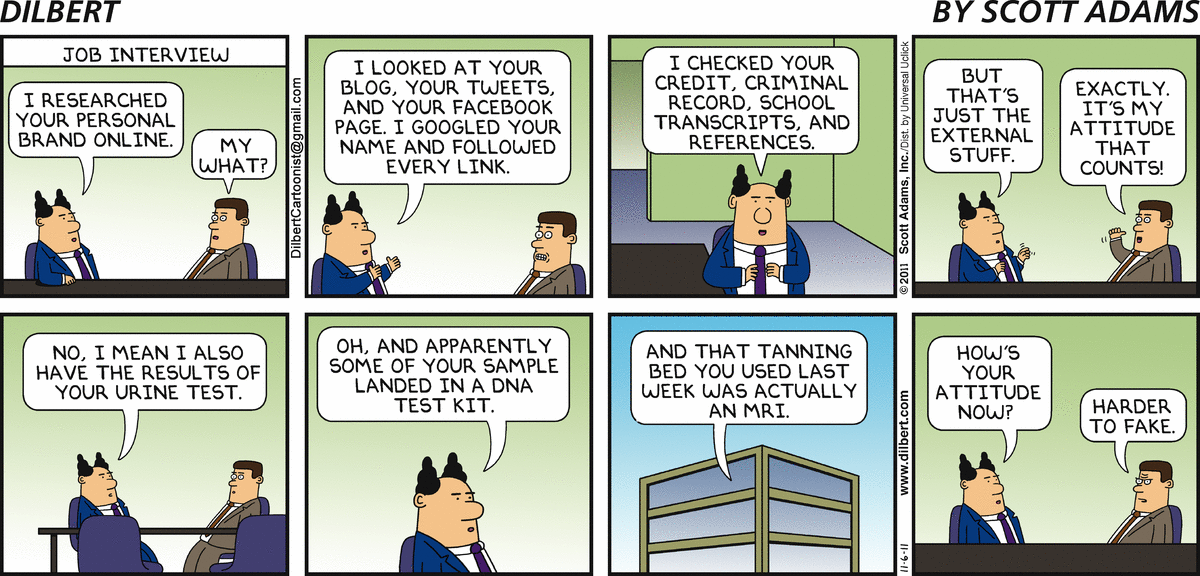 DILBERT
BY SCOTT ADAMS
JOB INTERVIEW
I RESEARCHED
YOUR PERSONAL
BRAND ONLINE.
MY
WHAT?
DilbertCartoonist@gmail.com
I LOOKED AT YOUR
BLOG, YOUR TWEETS,
AND YOUR FACEBOOK
PAGE. I GOOGLED YOUR
NAME AND FOLLOWED
EVERY LINK.
I CHECKED YOUR
CREDIT, CRIMINAL
RECORD, SCHOOL
TRANSCRIPTS, AND
REFERENCES.
© 2011 Scott Adams, Inc./Dist. by Universal Uclick
BUT
THAT'S
JUST THE
EXTERNAL
STUFF.
EXACTLY.
IT'S MY
ATTITUDE
THAT
COUNTS!
NO, I MEAN I ALSO
HAVE THE RESULTS OF
YOUR URINE TEST.
OH, AND APPARENTLY
SOME OF YOUR SAMPLE
LANDED IN A DNA
TEST KIT.
AND THAT TANNING
BED YOU USED LAST
WEEK WAS ACTUALLY
AN MRI.
www.dilbert.com
11-6-11
HOW'S
YOUR
ATTITUDE
NOW?
HARDER
TO FAKE.